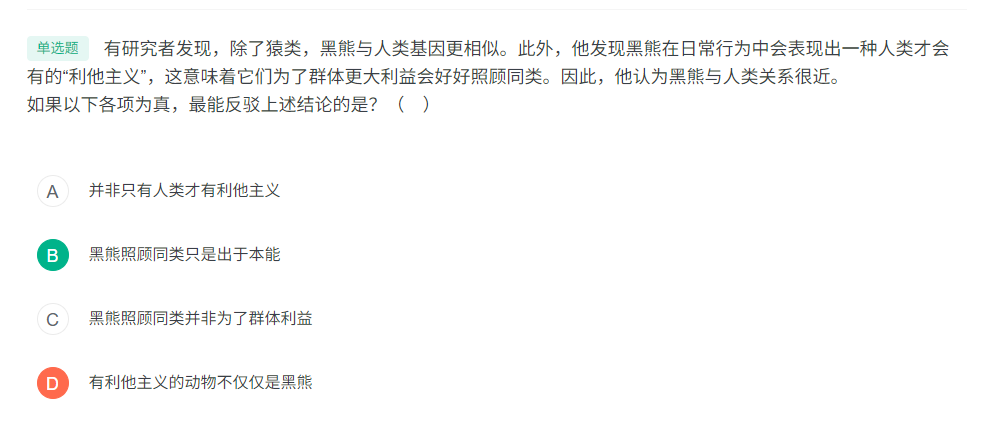 单选题 有研究者发现，除了猿类，黑熊与人类基因更相似。此外，他发现黑熊在日常行为中会表现出一种人类才会
有的“利他主义”，这意味着它们为了群体更大利益会好好照顾同类。因此，他认为黑熊与人类关系很近。
如果以下各项为真，最能反驳上述结论的是？（ ）
A 并非只有人类才有利他主义
B 黑熊照顾同类只是出于本能
C 黑熊照顾同类并非为了群体利益
D 有利他主义的动物不仅仅是黑熊